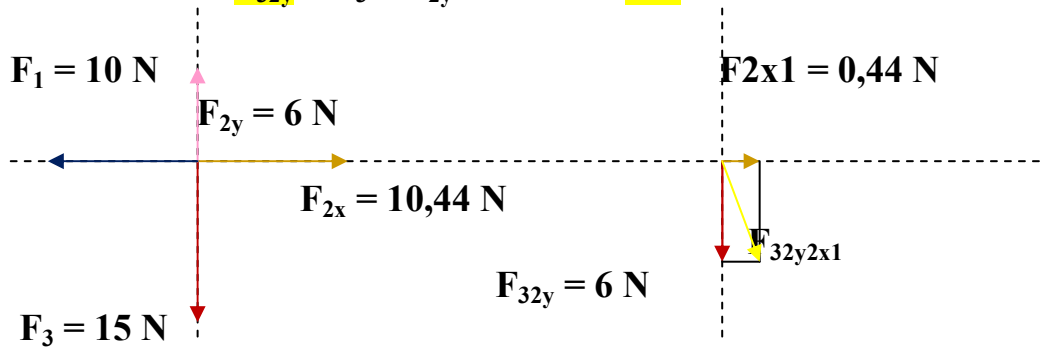 F₁ = 10 N
F2x1 = 0,44 N
F₂y = 6 N
F₂ₓ = 10,44 N
F₃₂y₂ₓ₁
F₃₂y = 6 N
F₃ = 15 N